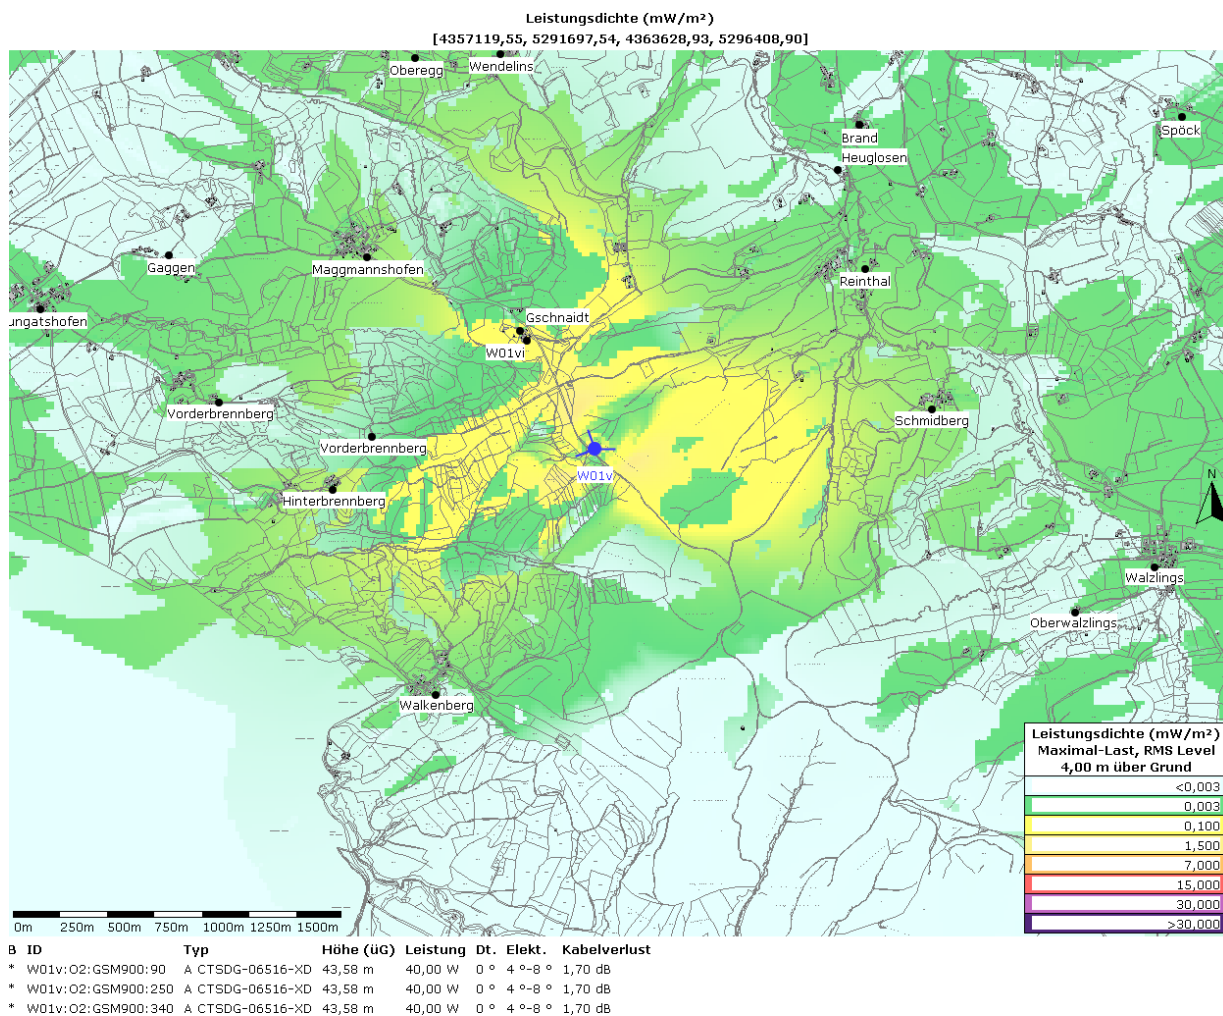 Leistungsdichte (mW/m²)
[4357119,55, 5291697,54, 4363628,93, 5296408,90]
Wendelins
Oberegg
Spöck
Brand
Heuglosen
Gaggen
Maggmannshofen
Reinthal
ungatshofen
Gschnaidt
W01vi
Vorderbrennberg
Schmidberg
Vorderbrennberg
W01v
Hinterbrennberg
N
Walzlings
Oberwalzlings
Walkenberg
Leistungsdichte (mW/m²)
Maximal-Last, RMS Level
4,00 m über Grund
<0,003
0,003
0,100
1,500
7,000
15,000
30,000
>30,000
0m 250m 500m 750m 1000m 1250m 1500m
B ID Typ Höhe (üG) Leistung Dt. Elekt. Kabelverlust
* W01v:O2:GSM900:90 A CTSDG-06516-XD 43,58 m 40,00 W 0 ° 4 °-8 ° 1,70 dB
* W01v:O2:GSM900:250 A CTSDG-06516-XD 43,58 m 40,00 W 0 ° 4 °-8 ° 1,70 dB
* W01v:O2:GSM900:340 A CTSDG-06516-XD 43,58 m 40,00 W 0 ° 4 °-8 ° 1,70 dB